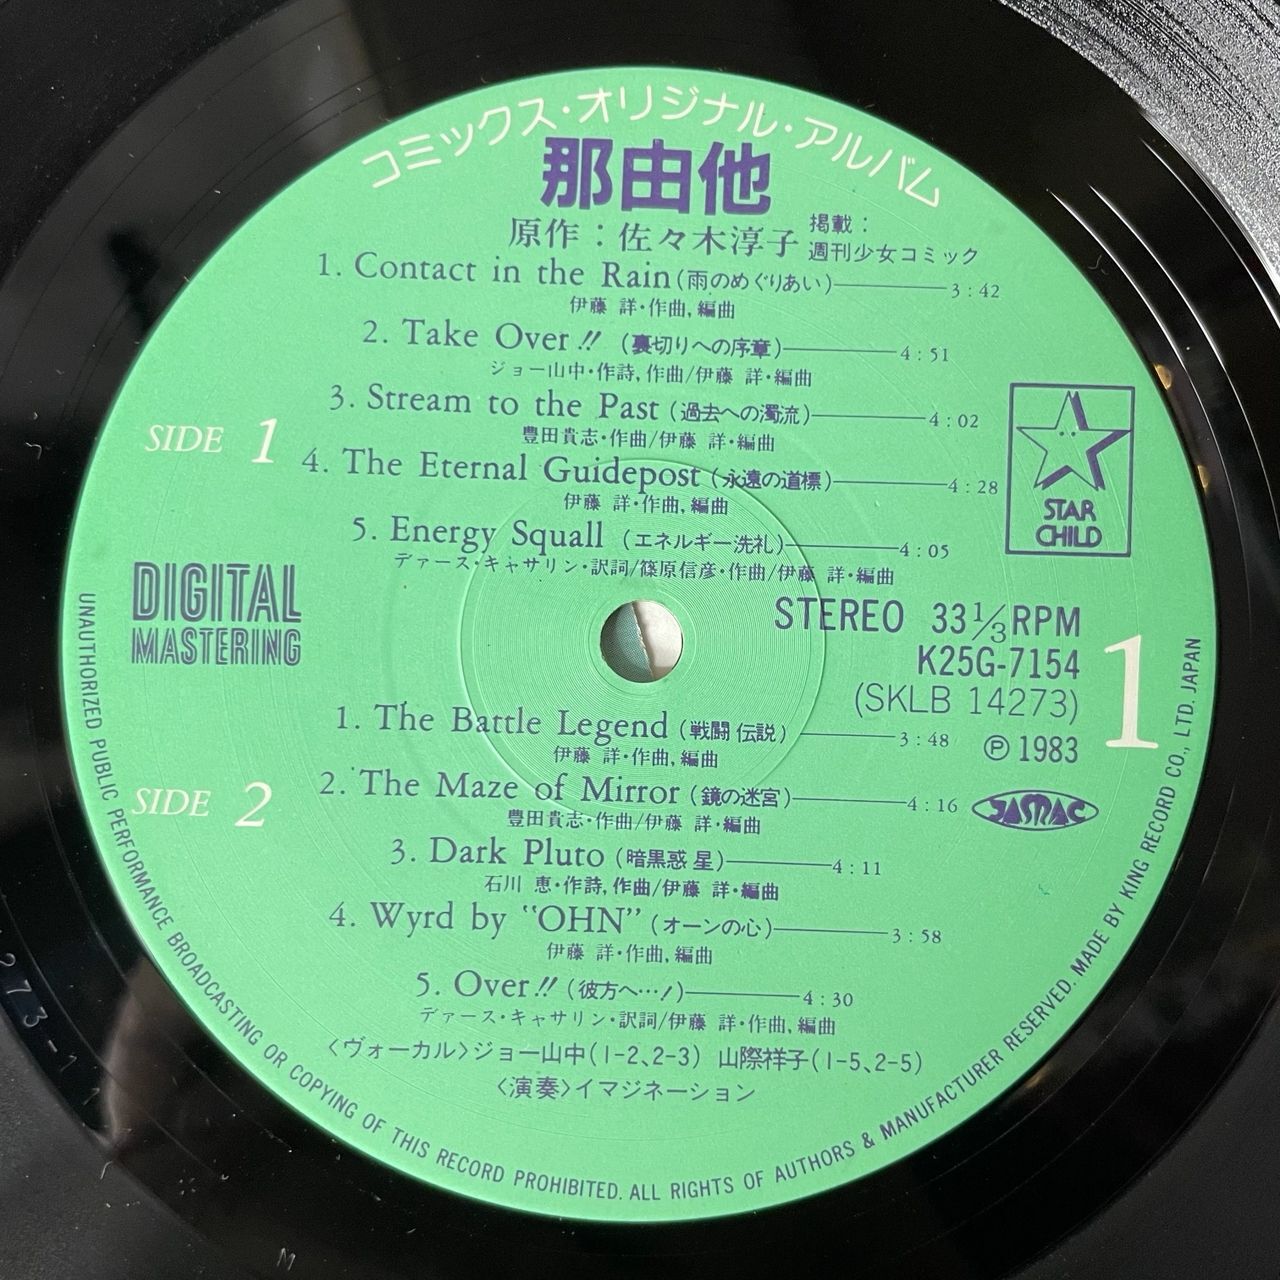 コミックス・オリジナル・アルバム
那由他
原作：佐々木淳子
掲載：
週刊少女コミック
SIDE 1
1. Contact in the Rain(雨のめぐりあい) 3:42
伊藤 詳・作曲,編曲
2. Take Over!! (裏切りへの序章) 4:51
ジョー山中・作詩,作曲/伊藤 詳・編曲
3. Stream to the Past (過去への濁流) 4:02
豊田貴志・作曲/伊藤 詳・編曲
4. The Eternal Guidepost (永遠の道標) 4:28
伊藤 詳・作曲,編曲
5. Energy Squall (エネルギー洗礼) 4:05
デァース・キャサリン・訳詞/篠原信彦・作曲/伊藤 詳・編曲
STAR
CHILD
DIGITAL
MASTERING
STEREO 33 1/3 RPM
K25G-7154
(SKLB 14273)
℗ 1983
1
JASRAC
SIDE 2
1. The Battle Legend (戦闘伝説) 3:48
伊藤 詳・作曲,編曲
2. The Maze of Mirror (鏡の迷宮) 4:16
豊田貴志・作曲/伊藤 詳・編曲
3. Dark Pluto (暗黒惑星) 4:11
石川 恵・作詩,作曲/伊藤 詳・編曲
4. Wyrd by “OHN” (オーンの心) 3:58
伊藤 詳・作曲,編曲
5. Over!! (彼方へ…!) 4:30
デァース・キャサリン・訳詞/伊藤 詳・作曲,編曲
〈ヴォーカル〉ジョー山中(1-2、2-3) 山際祥子(1-5、2-5)
〈演奏〉イマジネーション
UNAUTHORIZED PUBLIC PERFORMANCE BROADCASTING OR COPYING OF THIS RECORD PROHIBITED. ALL RIGHTS OF AUTHORS & MANUFACTURER RESERVED. MADE BY KING RECORD CO., LTD. JAPAN